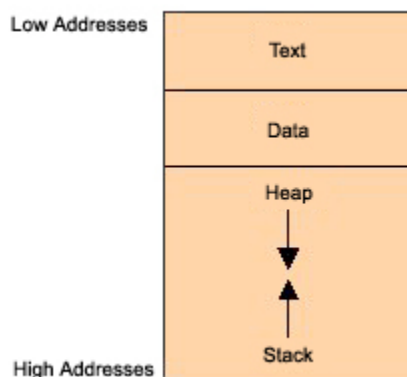 Low Addresses
Text
Data
Heap
Stack
High Addresses